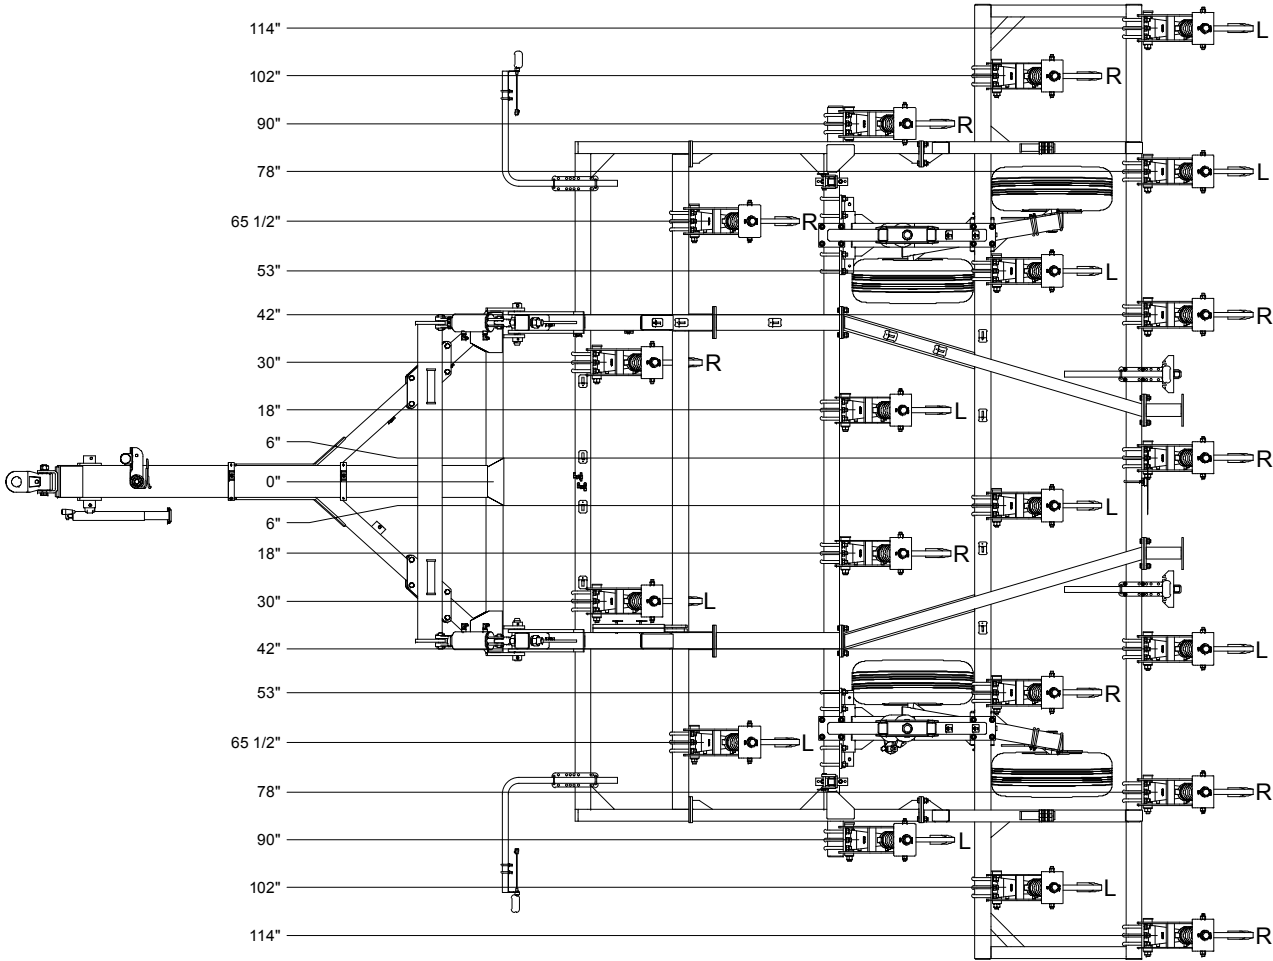 114" L
102" R
90" R
78" L
65 1/2" R
53" L
42" R
30" R
18" L
6" R
0"
6" L
18" R
30" L
42" L
53" R
65 1/2" L
78" R
90" L
102" L
114" R